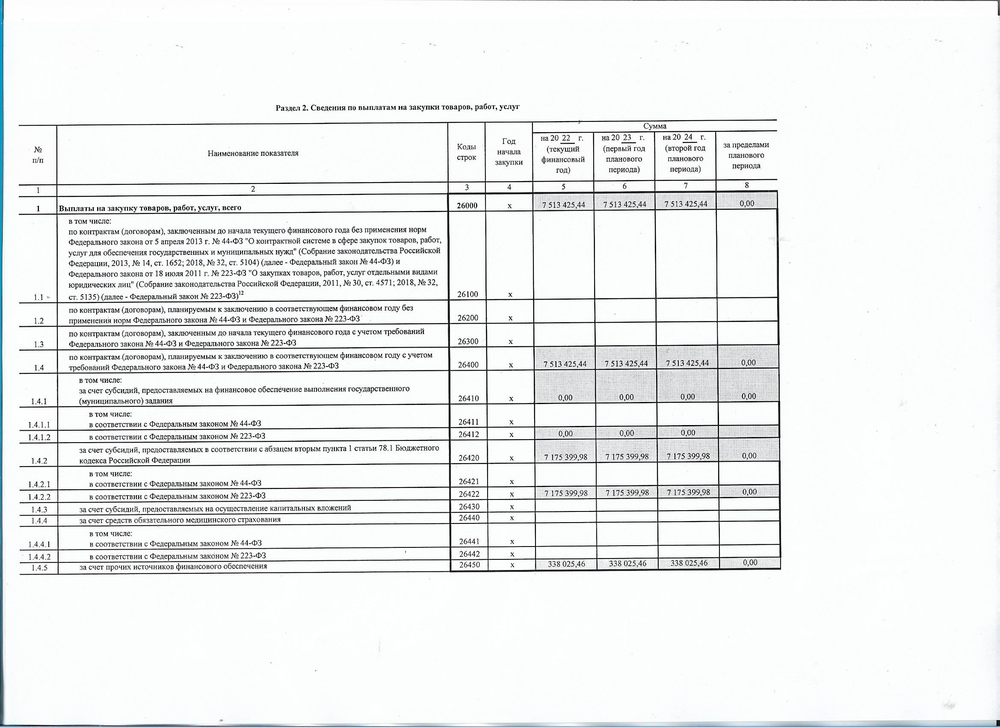 Раздел 2. Сведения по выплатам на закупки товаров, работ, услуг
№
п/п
Наименование показателя
Коды
строк
Год
начала
закупки
Сумма
на 20 22 г.
(текущий
финансовый
год)
на 20 23 г.
(первый год
планового
периода)
на 20 24 г.
(второй год
планового
периода)
за пределами
планового
периода
1 2 3 4 5 6 7 8
1 Выплаты на закупку товаров, работ, услуг, всего 26000 x 7 513 425,44 7 513 425,44 7 513 425,44 0,00
в том числе:
по контрактам (договорам), заключенным до начала текущего финансового года без применения норм
Федерального закона от 5 апреля 2013 г. № 44-ФЗ "О контрактной системе в сфере закупок товаров, работ,
услуг для обеспечения государственных и муниципальных нужд" (Собрание законодательства Российской
Федерации, 2013, № 14, ст. 1652; 2018, № 32, ст. 5104) (далее - Федеральный закон № 44-ФЗ) и
Федерального закона от 18 июля 2011 г. № 223-ФЗ "О закупках товаров, работ, услуг отдельными видами
юридических лиц" (Собрание законодательства Российской Федерации, 2011, № 30, ст. 4571; 2018, № 32,
1.1 ст. 5135) (далее - Федеральный закон № 223-ФЗ)12 26100 x
по контрактам (договорам), планируемым к заключению в соответствующем финансовом году без
1.2 применения норм Федерального закона № 44-ФЗ и Федерального закона № 223-ФЗ 26200 x
по контрактам (договорам), заключенным до начала текущего финансового года с учетом требований
1.3 Федерального закона № 44-ФЗ и Федерального закона № 223-ФЗ 26300 x
по контрактам (договорам), планируемым к заключению в соответствующем финансовом году с учетом
1.4 требований Федерального закона № 44-ФЗ и Федерального закона № 223-ФЗ 26400 x 7 513 425,44 7 513 425,44 7 513 425,44 0,00
в том числе:
за счет субсидий, предоставляемых на финансовое обеспечение выполнения государственного
1.4.1 (муниципального) задания 26410 x 0,00 0,00 0,00 0,00
в том числе:
1.4.1.1 в соответствии с Федеральным законом № 44-ФЗ 26411 x
1.4.1.2 в соответствии с Федеральным законом № 223-ФЗ 26412 x 0,00 0,00 0,00
за счет субсидий, предоставляемых в соответствии с абзацем вторым пункта 1 статьи 78.1 Бюджетного
1.4.2 кодекса Российской Федерации 26420 x 7 175 399,98 7 175 399,98 7 175 399,98 0,00
в том числе:
1.4.2.1 в соответствии с Федеральным законом № 44-ФЗ 26421 x
1.4.2.2 в соответствии с Федеральным законом № 223-ФЗ 26422 x 7 175 399,98 7 175 399,98 7 175 399,98 0,00
1.4.3 за счет субсидий, предоставляемых на осуществление капитальных вложений 26430 x
1.4.4 за счет средств обязательного медицинского страхования 26440 x
в том числе:
1.4.4.1 в соответствии с Федеральным законом № 44-ФЗ 26441 x
1.4.4.2 в соответствии с Федеральным законом № 223-ФЗ 26442 x
1.4.5 за счет прочих источников финансового обеспечения 26450 x 338 025,46 338 025,46 338 025,46 0,00